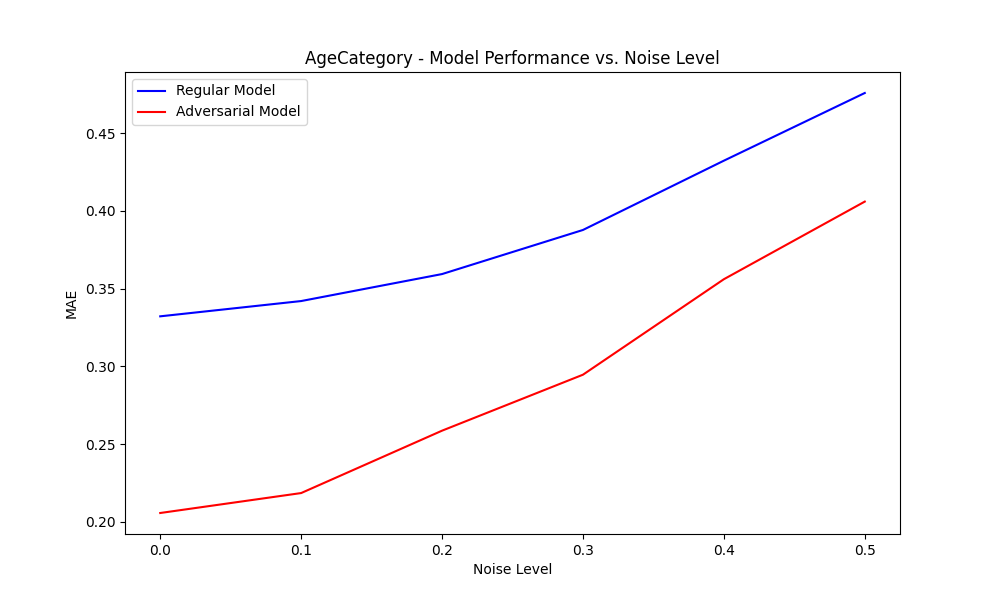 AgeCategory - Model Performance vs. Noise Level
Regular Model
Adversarial Model
0.45
0.40
0.35
0.30
0.25
0.20
MAE
0.0 0.1 0.2 0.3 0.4 0.5
Noise Level